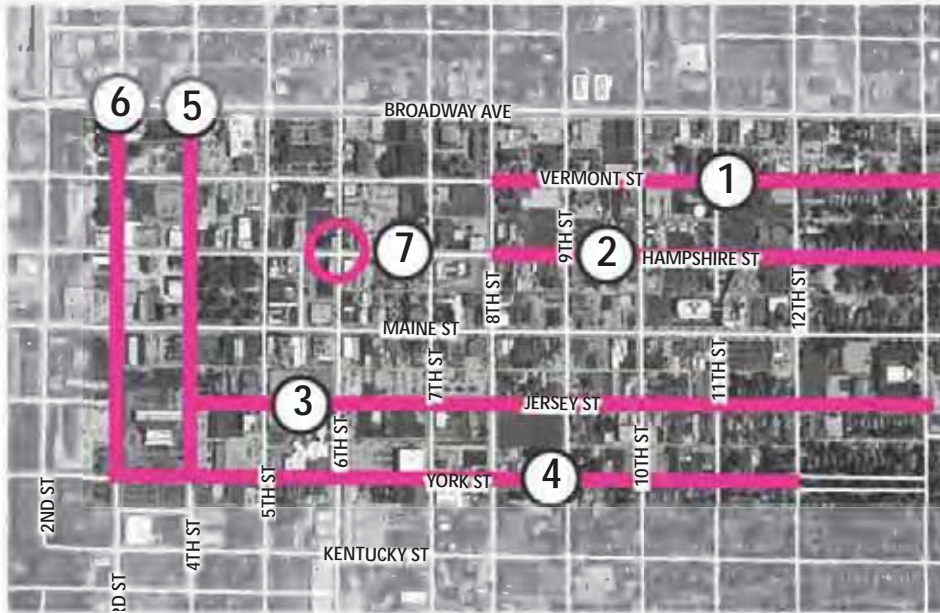 6
5
BROADWAY AVE
VERMONT ST
1
7
9TH ST
2
HAMPSHIRE ST
8TH ST
12TH ST
MAINE ST
7TH ST
11TH ST
3
JERSEY ST
6TH ST
10TH ST
5TH ST
YORK ST
4
2ND ST
4TH ST
KENTUCKY ST
RD ST